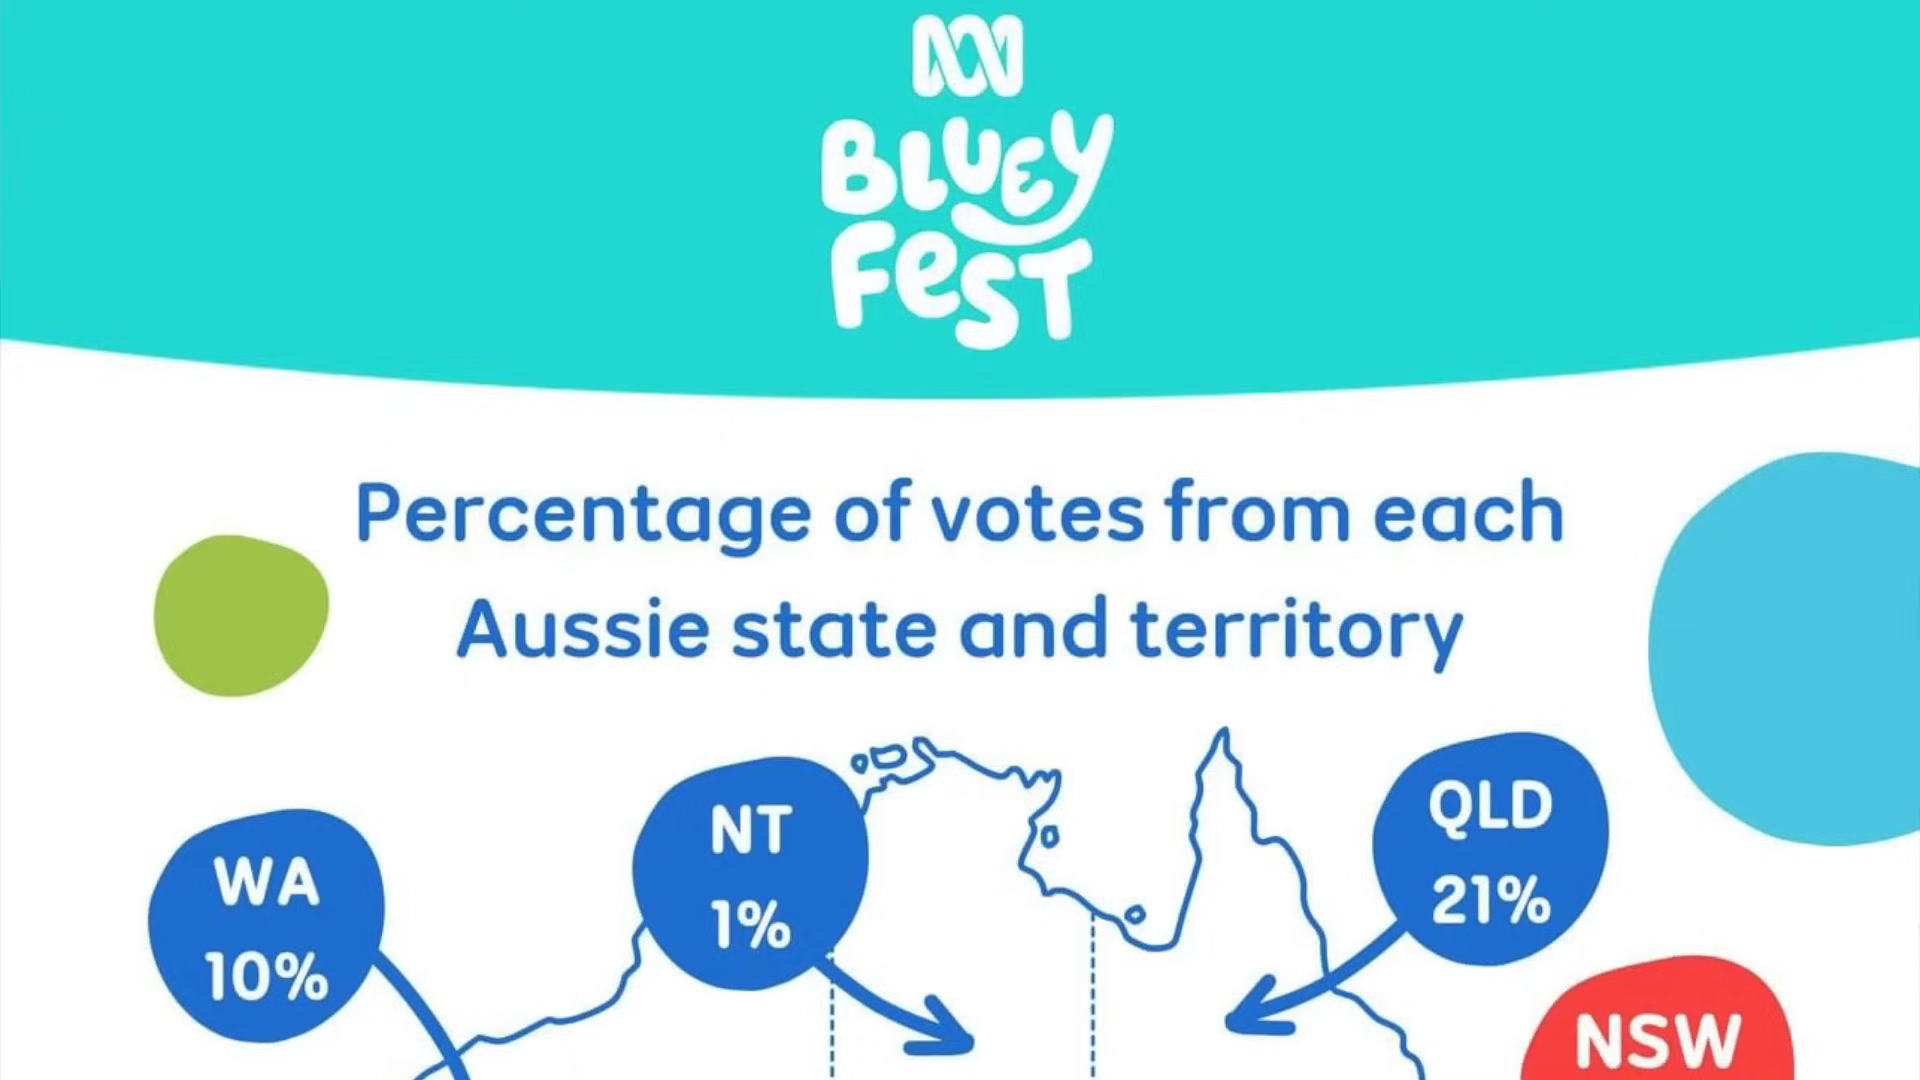 BLUEY
FEST
Percentage of votes from each
Aussie state and territory
NT
1%
QLD
21%
WA
10%
NSW